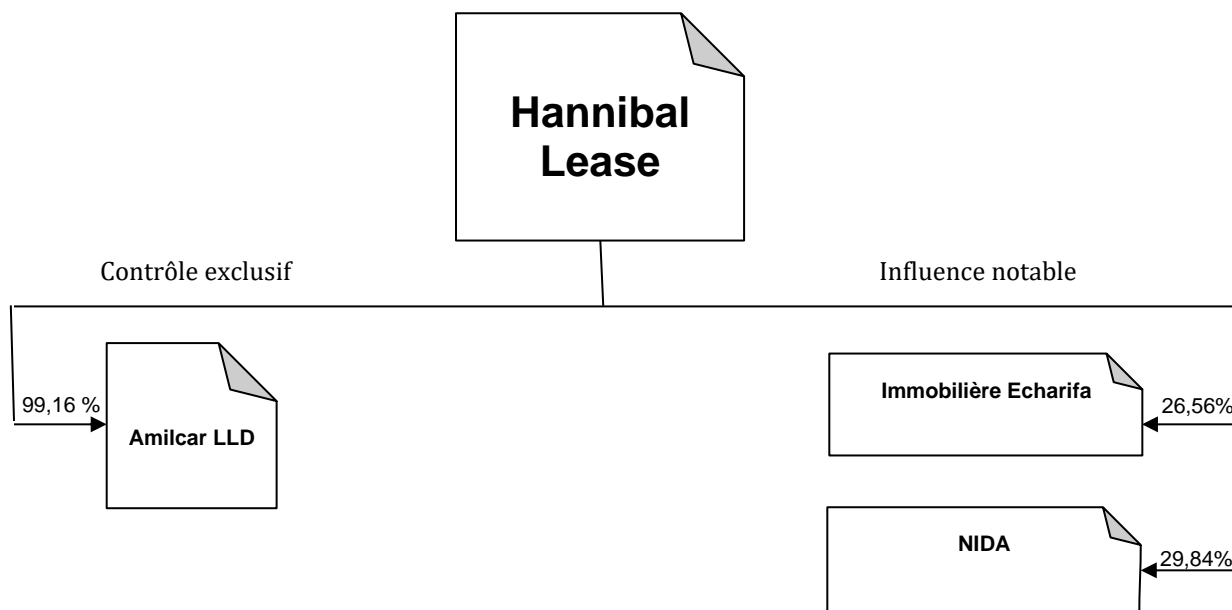 Hannibal
Lease
Contrôle exclusif
Influence notable
99,16 %
Amilcar LLD
Immobilière Echarifa
26,56%
NIDA
29,84%